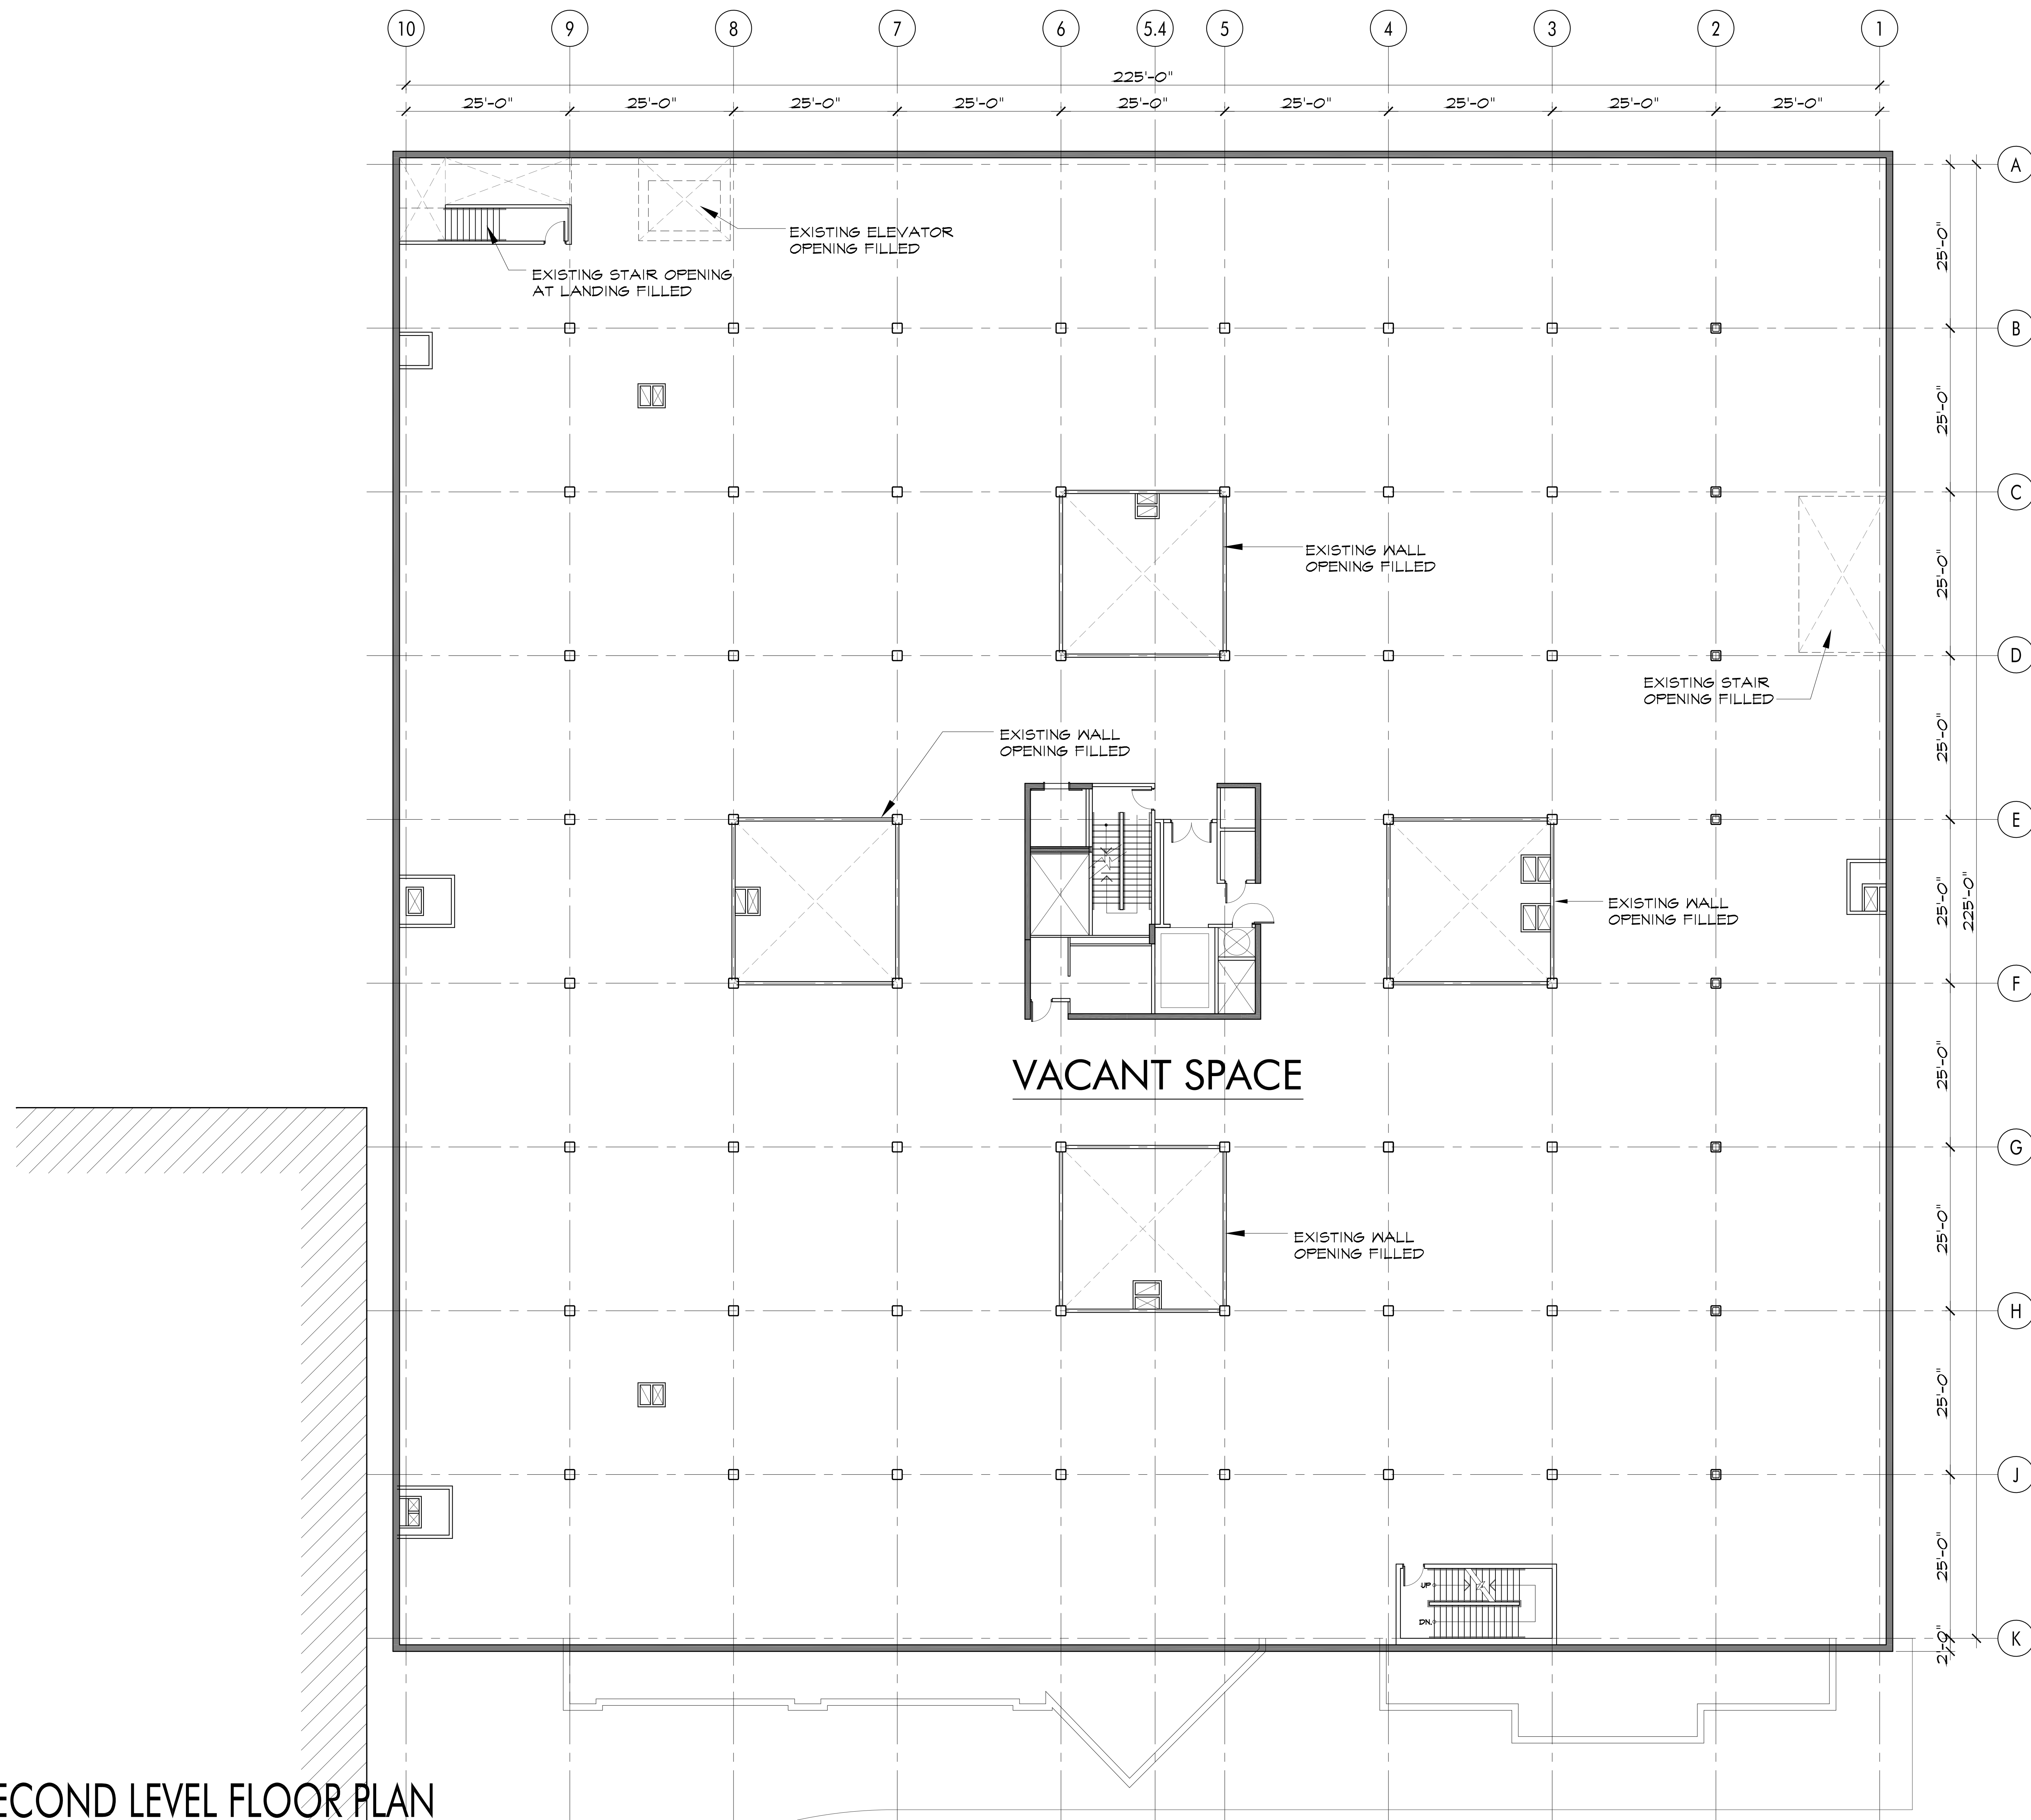 10 9 8 7 6 5.4 5 4 3 2 1
225'-0"
25'-0" 25'-0" 25'-0" 25'-0" 25'-0" 25'-0" 25'-0" 25'-0" 25'-0"
A
25'-0"
EXISTING ELEVATOR
OPENING FILLED
EXISTING STAIR OPENING
AT LANDING FILLED
B
25'-0"
C
EXISTING WALL
OPENING FILLED
25'-0"
D
EXISTING STAIR
OPENING FILLED
EXISTING WALL
OPENING FILLED
25'-0"
E
EXISTING WALL
OPENING FILLED
25'-0"
225'-0"
F
VACANT SPACE
25'-0"
G
EXISTING WALL
OPENING FILLED
25'-0"
H
25'-0"
J
25'-0"
UP
DN.
K
2'-0"
ECOND LEVEL FLOOR PLAN